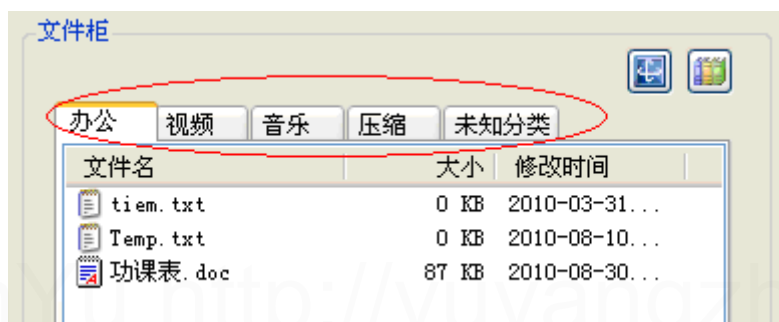 文件柜
办公 视频 音乐 压缩 未知分类
文件名 大小 修改时间
tiem.txt 0 KB 2010-03-31...
Temp.txt 0 KB 2010-08-10...
功课表.doc 87 KB 2010-08-30...